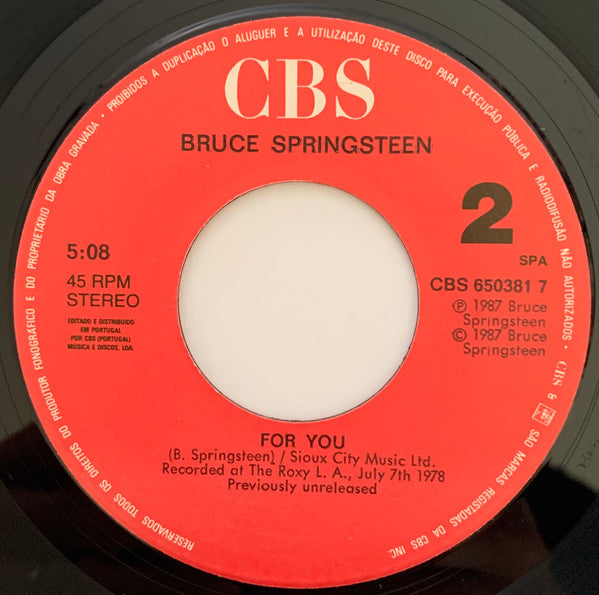 RESERVADOS TODOS OS DIREITOS DO PRODUTOR FONOGRÁFICO E DO PROPRIETÁRIO DA OBRA GRAVADA • PROIBIDOS A DUPLICAÇÃO O ALUGUER E A UTILIZAÇÃO DESTE DISCO PARA EXECUÇÃO PÚBLICA E RADIODIFUSÃO NÃO AUTORIZADOS • CBS & SÃO MARCAS REGISTADAS DA CBS INC.
CBS
BRUCE SPRINGSTEEN
2
5:08
SPA
45 RPM
STEREO
CBS 650381 7
EDITADO E DISTRIBUIDO
EM PORTUGAL
POR CBS (PORTUGAL)
MÚSICA E DISCOS, LDA.
Ⓟ 1987 Bruce
Springsteen
© 1987 Bruce
Springsteen
FOR YOU
(B. Springsteen) / Sioux City Music Ltd.
Recorded at The Roxy L. A., July 7th 1978
Previously unreleased